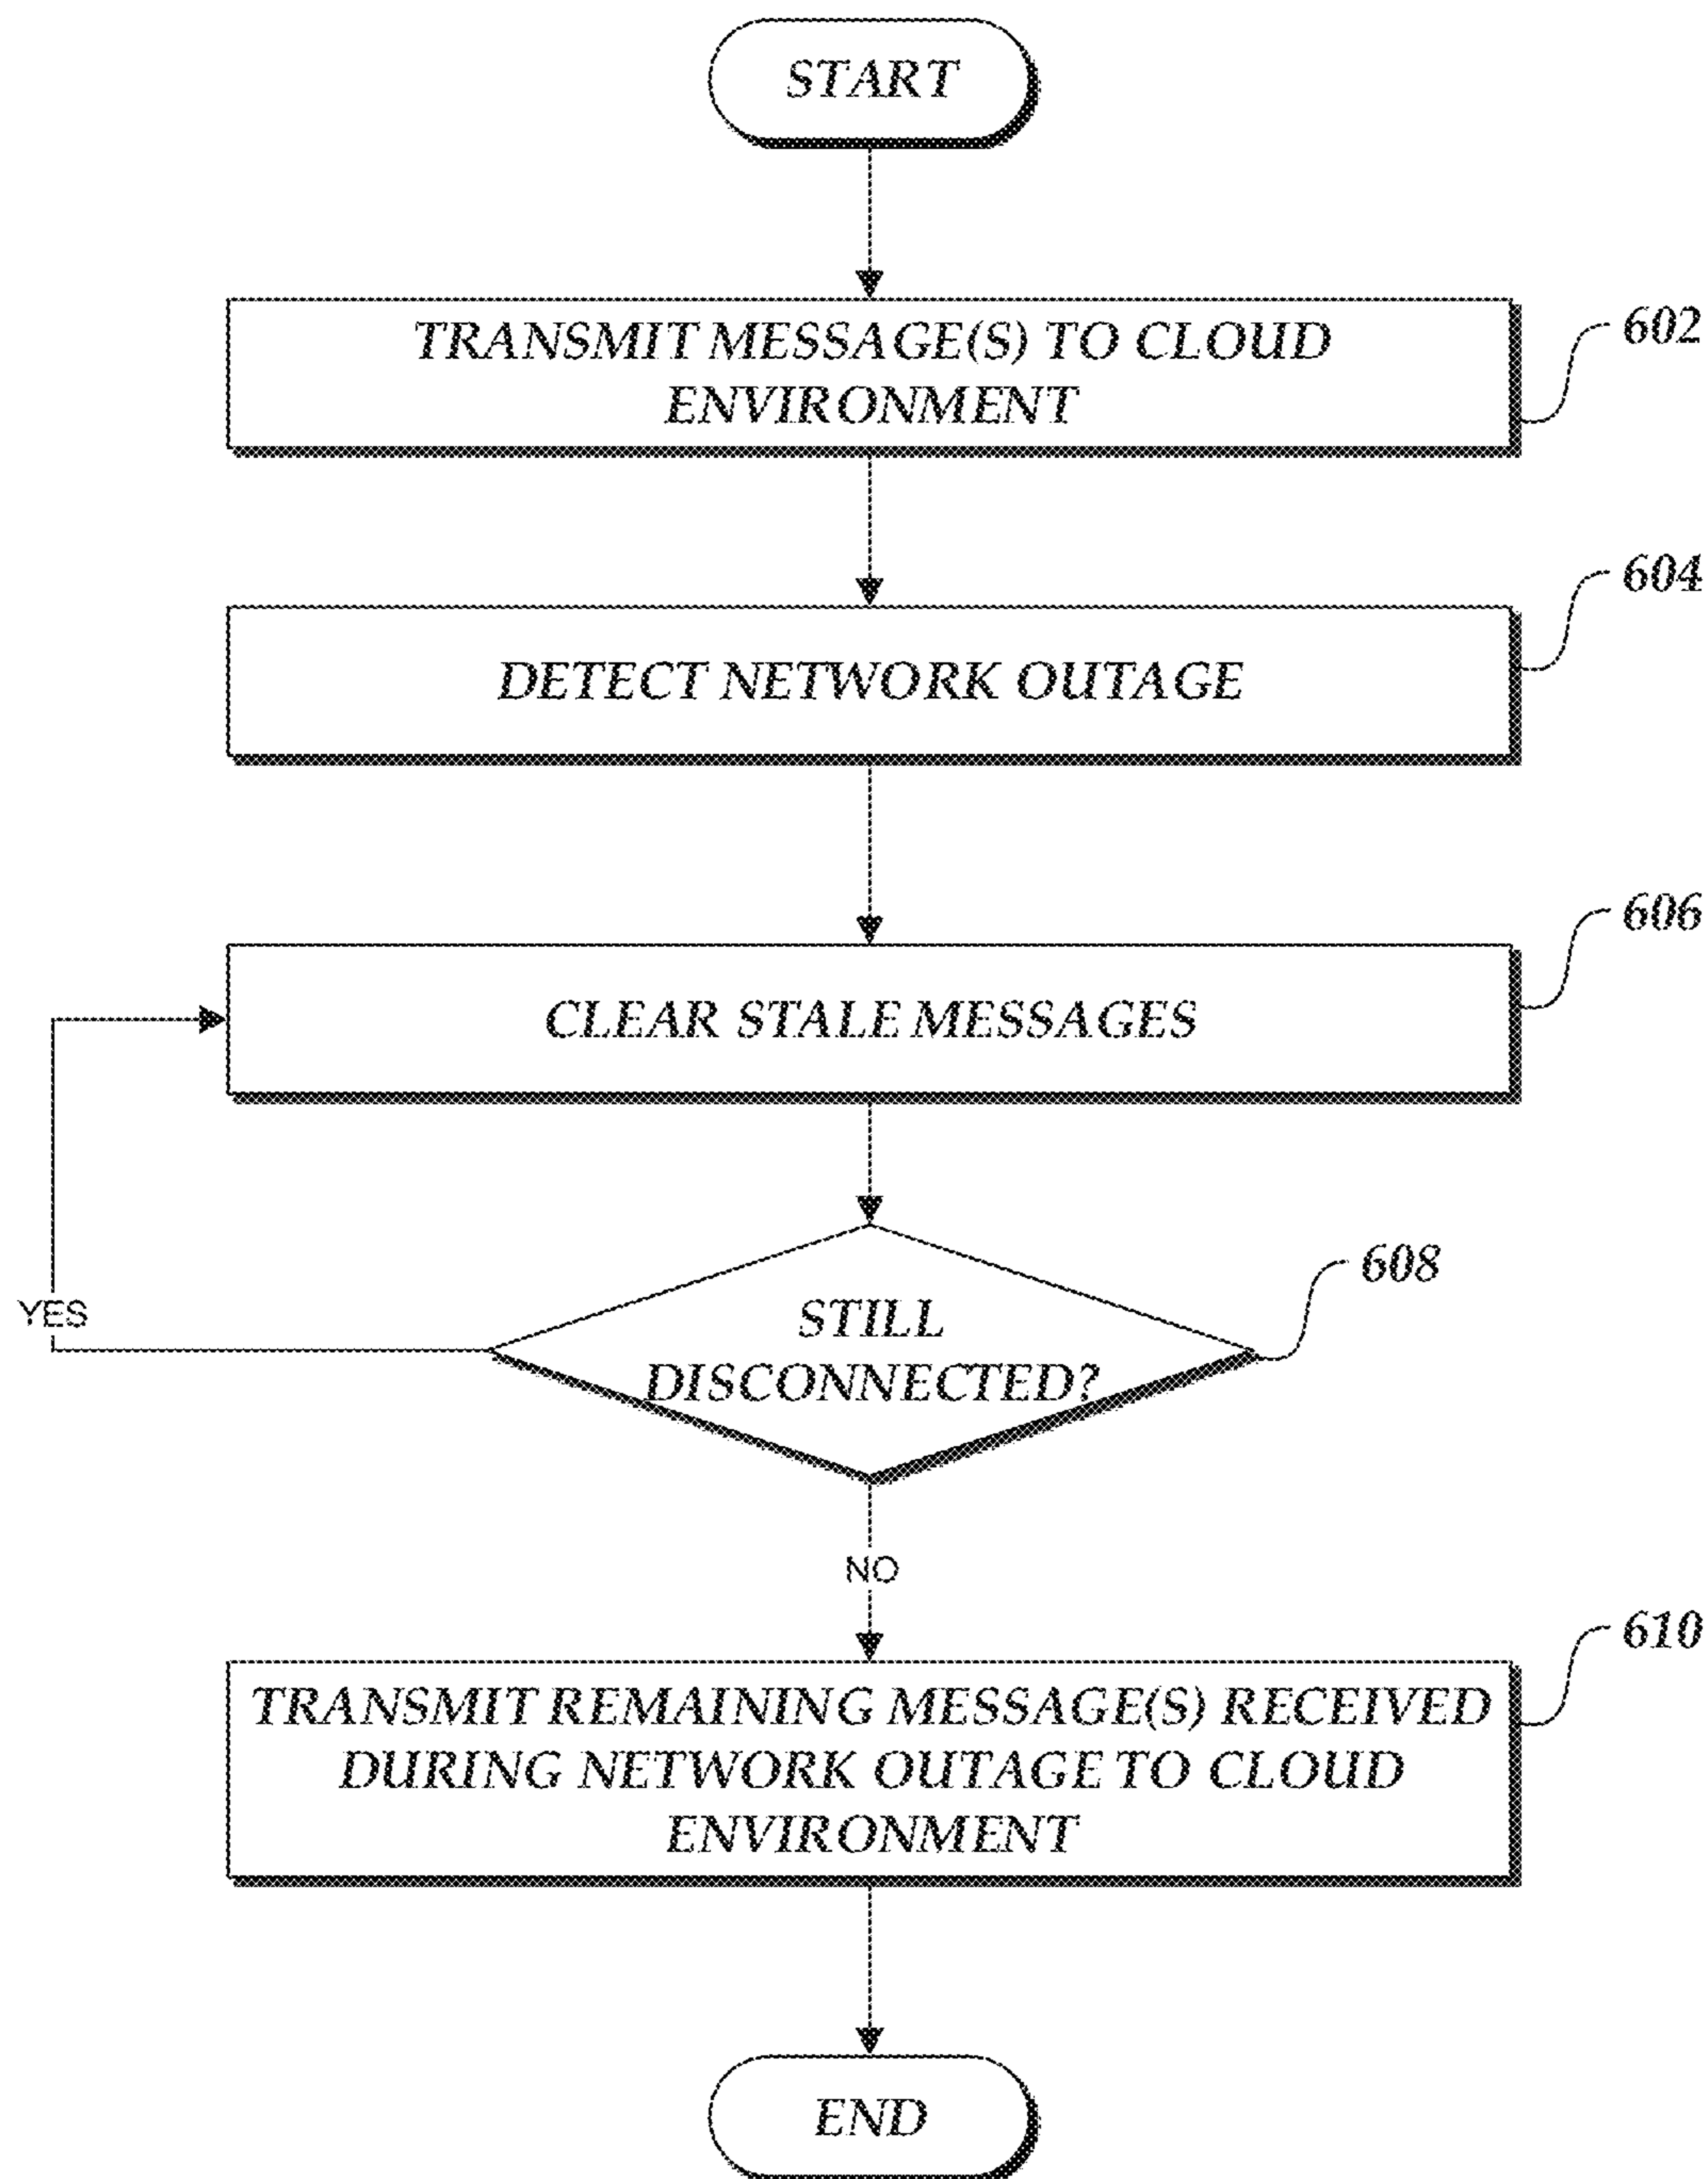 START
TRANSMIT MESSAGE(S) TO CLOUD
ENVIRONMENT
602
DETECT NETWORK OUTAGE
604
CLEAR STALE MESSAGES
606
STILL
DISCONNECTED?
608
YES
NO
TRANSMIT REMAINING MESSAGE(S) RECEIVED
DURING NETWORK OUTAGE TO CLOUD
ENVIRONMENT
610
END